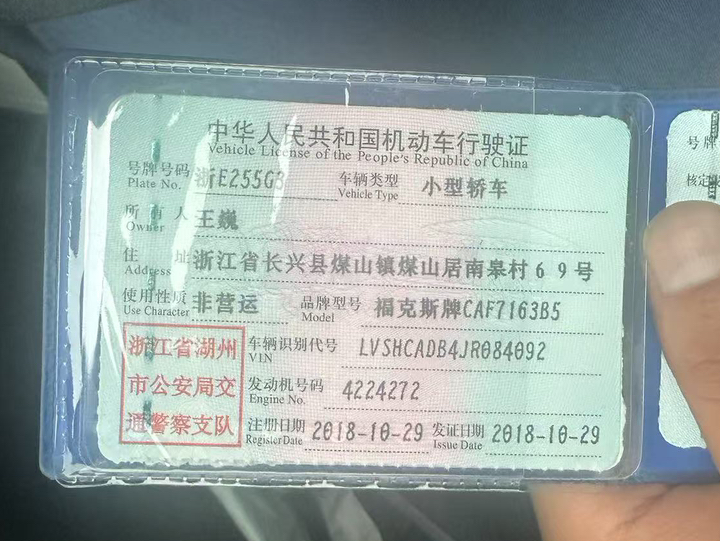 中华人民共和国机动车行驶证
Vehicle License of the People's Republic of China
号牌号码 浙E255G3 车辆类型 小型轿车
Plate No. Vehicle Type
所有人 王巍
Owner
住址 浙江省长兴县煤山镇煤山居南皋村69号
Address
使用性质 非营运 品牌型号 福克斯牌CAF7163B5
Use Character Model
浙江省湖州
市公安局交
通警察支队
车辆识别代号 LVSHCADB4JR084092
VIN
发动机号码 4224272
Engine No.
注册日期 2018-10-29 发证日期 2018-10-29
Register Date Issue Date
号牌
核定